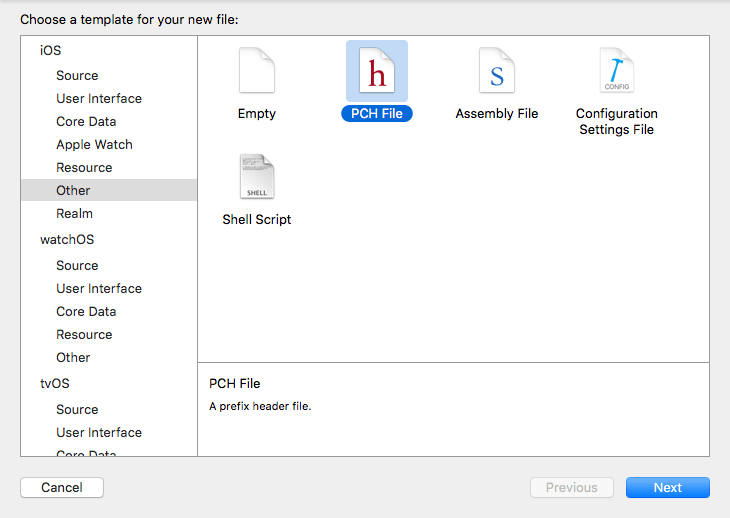 Choose a template for your new file:
iOS
Source
User Interface
Core Data
Apple Watch
Resource
Other
Realm
watchOS
Source
User Interface
Core Data
Resource
Other
tvOS
Source
User Interface
Core Data
Empty
h
PCH File
S
Assembly File
CONFIG
Configuration
Settings File
SHELL
Shell Script
PCH File
A prefix header file.
Cancel
Previous
Next